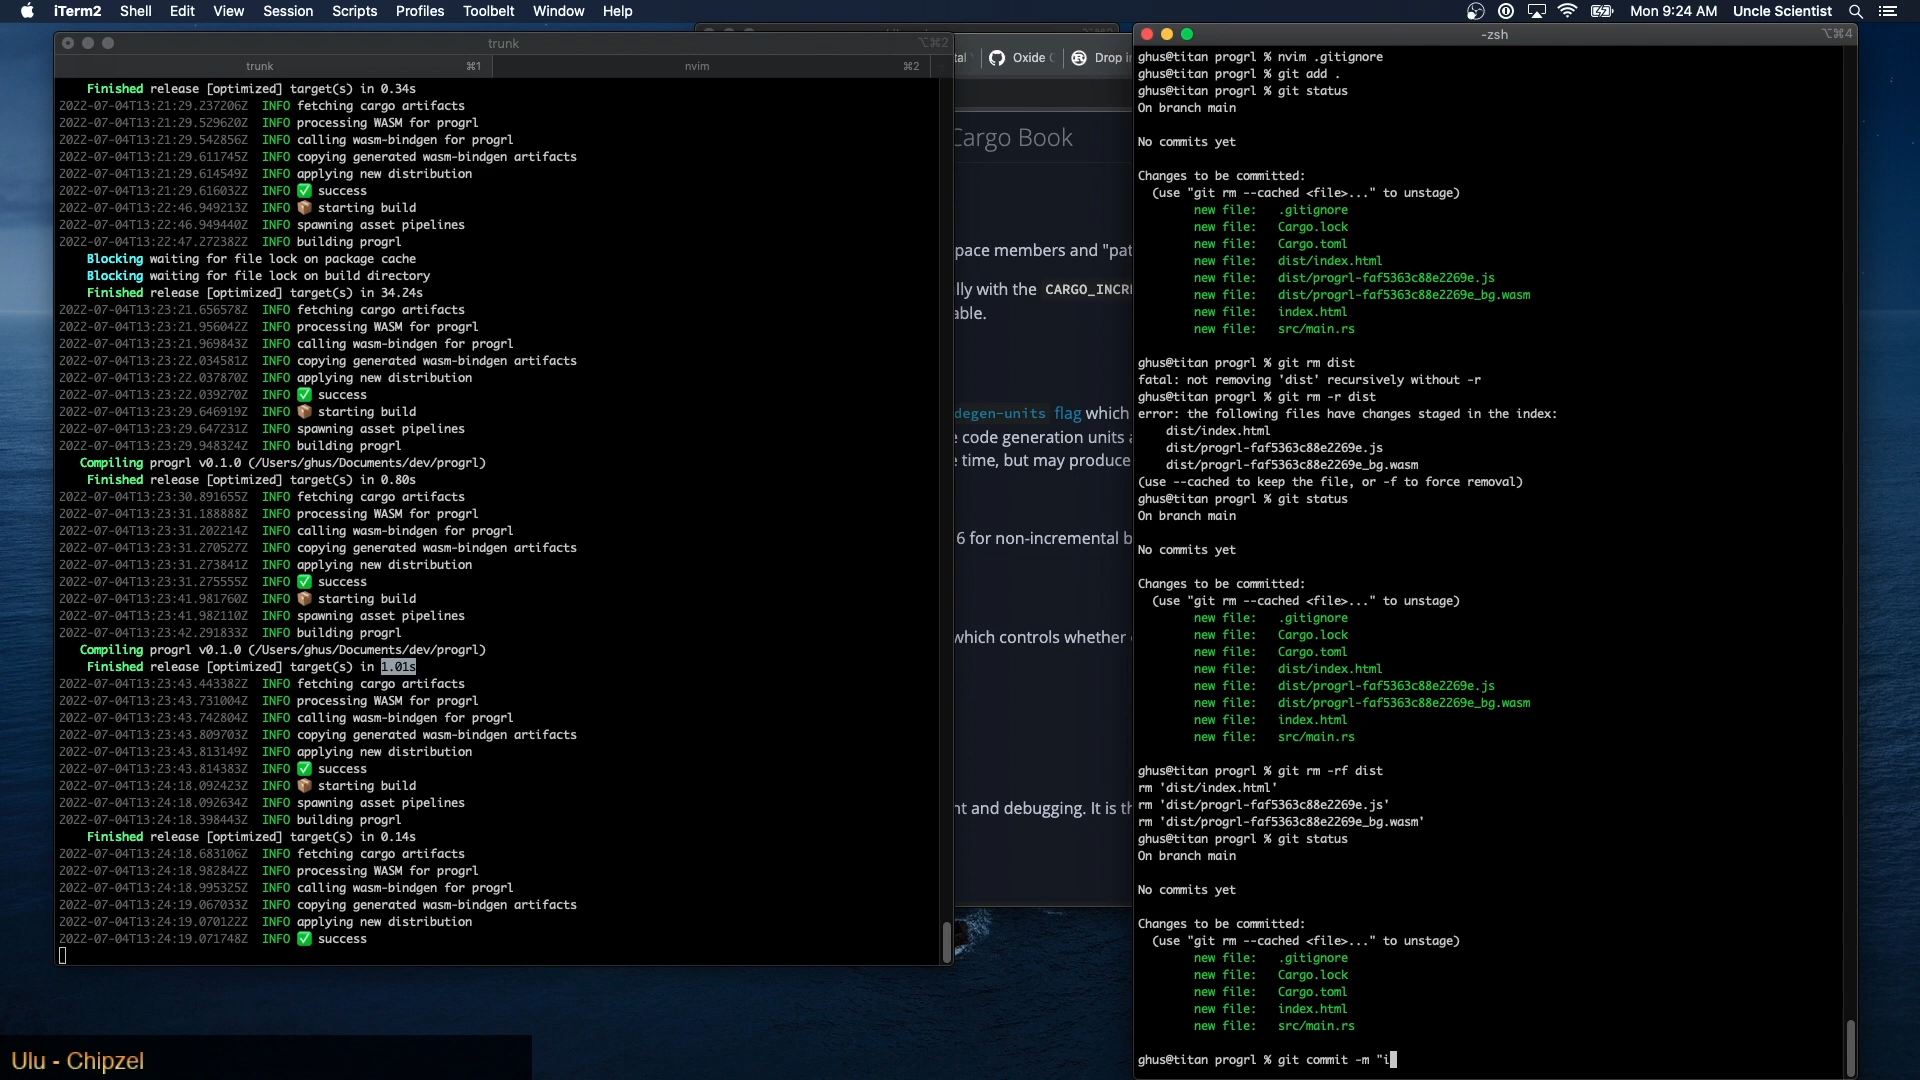 iTerm2 Shell Edit View Session Scripts Profiles Toolbelt Window Help
Mon 9:24 AM Uncle Scientist
trunk ⌥⌘2
trunk ⌘1 nvim ⌘2
Finished release [optimized] target(s) in 0.34s
2022-07-04T13:21:29.237206Z INFO fetching cargo artifacts
2022-07-04T13:21:29.529620Z INFO processing WASM for progrl
2022-07-04T13:21:29.542856Z INFO calling wasm-bindgen for progrl
2022-07-04T13:21:29.611745Z INFO copying generated wasm-bindgen artifacts
2022-07-04T13:21:29.614549Z INFO applying new distribution
2022-07-04T13:21:29.616032Z INFO ✅ success
2022-07-04T13:22:46.949213Z INFO 📦 starting build
2022-07-04T13:22:46.949440Z INFO spawning asset pipelines
2022-07-04T13:22:47.272382Z INFO building progrl
Blocking waiting for file lock on package cache
Blocking waiting for file lock on build directory
Finished release [optimized] target(s) in 34.24s
2022-07-04T13:23:21.656578Z INFO fetching cargo artifacts
2022-07-04T13:23:21.956042Z INFO processing WASM for progrl
2022-07-04T13:23:21.969843Z INFO calling wasm-bindgen for progrl
2022-07-04T13:23:22.034581Z INFO copying generated wasm-bindgen artifacts
2022-07-04T13:23:22.037870Z INFO applying new distribution
2022-07-04T13:23:22.039270Z INFO ✅ success
2022-07-04T13:23:29.646919Z INFO 📦 starting build
2022-07-04T13:23:29.647231Z INFO spawning asset pipelines
2022-07-04T13:23:29.948324Z INFO building progrl
Compiling progrl v0.1.0 (/Users/ghus/Documents/dev/progrl)
Finished release [optimized] target(s) in 0.80s
2022-07-04T13:23:30.891655Z INFO fetching cargo artifacts
2022-07-04T13:23:31.188888Z INFO processing WASM for progrl
2022-07-04T13:23:31.202214Z INFO calling wasm-bindgen for progrl
2022-07-04T13:23:31.270527Z INFO copying generated wasm-bindgen artifacts
2022-07-04T13:23:31.273841Z INFO applying new distribution
2022-07-04T13:23:31.275555Z INFO ✅ success
2022-07-04T13:23:41.981760Z INFO 📦 starting build
2022-07-04T13:23:41.982110Z INFO spawning asset pipelines
2022-07-04T13:23:42.291833Z INFO building progrl
Compiling progrl v0.1.0 (/Users/ghus/Documents/dev/progrl)
Finished release [optimized] target(s) in 1.01s
2022-07-04T13:23:43.443382Z INFO fetching cargo artifacts
2022-07-04T13:23:43.731004Z INFO processing WASM for progrl
2022-07-04T13:23:43.742804Z INFO calling wasm-bindgen for progrl
2022-07-04T13:23:43.809703Z INFO copying generated wasm-bindgen artifacts
2022-07-04T13:23:43.813149Z INFO applying new distribution
2022-07-04T13:23:43.814383Z INFO ✅ success
2022-07-04T13:24:18.092423Z INFO 📦 starting build
2022-07-04T13:24:18.092634Z INFO spawning asset pipelines
2022-07-04T13:24:18.398443Z INFO building progrl
Finished release [optimized] target(s) in 0.14s
2022-07-04T13:24:18.683106Z INFO fetching cargo artifacts
2022-07-04T13:24:18.982842Z INFO processing WASM for progrl
2022-07-04T13:24:18.995325Z INFO calling wasm-bindgen for progrl
2022-07-04T13:24:19.067033Z INFO copying generated wasm-bindgen artifacts
2022-07-04T13:24:19.070122Z INFO applying new distribution
2022-07-04T13:24:19.071748Z INFO ✅ success
tal Oxide Drop i
Cargo Book
pace members and "pat
lly with the CARGO_INCR
able.
degen-units flag which
e code generation units a
e time, but may produce
6 for non-incremental b
which controls whether
nt and debugging. It is th
-zsh ⌥⌘4
ghus@titan progrl % nvim .gitignore
ghus@titan progrl % git add .
ghus@titan progrl % git status
On branch main
No commits yet
Changes to be committed:
(use "git rm --cached <file>..." to unstage)
new file: .gitignore
new file: Cargo.lock
new file: Cargo.toml
new file: dist/index.html
new file: dist/progrl-faf5363c88e2269e.js
new file: dist/progrl-faf5363c88e2269e_bg.wasm
new file: index.html
new file: src/main.rs
ghus@titan progrl % git rm dist
fatal: not removing 'dist' recursively without -r
ghus@titan progrl % git rm -r dist
error: the following files have changes staged in the index:
dist/index.html
dist/progrl-faf5363c88e2269e.js
dist/progrl-faf5363c88e2269e_bg.wasm
(use --cached to keep the file, or -f to force removal)
ghus@titan progrl % git status
On branch main
No commits yet
Changes to be committed:
(use "git rm --cached <file>..." to unstage)
new file: .gitignore
new file: Cargo.lock
new file: Cargo.toml
new file: dist/index.html
new file: dist/progrl-faf5363c88e2269e.js
new file: dist/progrl-faf5363c88e2269e_bg.wasm
new file: index.html
new file: src/main.rs
ghus@titan progrl % git rm -rf dist
rm 'dist/index.html'
rm 'dist/progrl-faf5363c88e2269e.js'
rm 'dist/progrl-faf5363c88e2269e_bg.wasm'
ghus@titan progrl % git status
On branch main
No commits yet
Changes to be committed:
(use "git rm --cached <file>..." to unstage)
new file: .gitignore
new file: Cargo.lock
new file: Cargo.toml
new file: index.html
new file: src/main.rs
ghus@titan progrl % git commit -m "i
Ulu - Chipzel